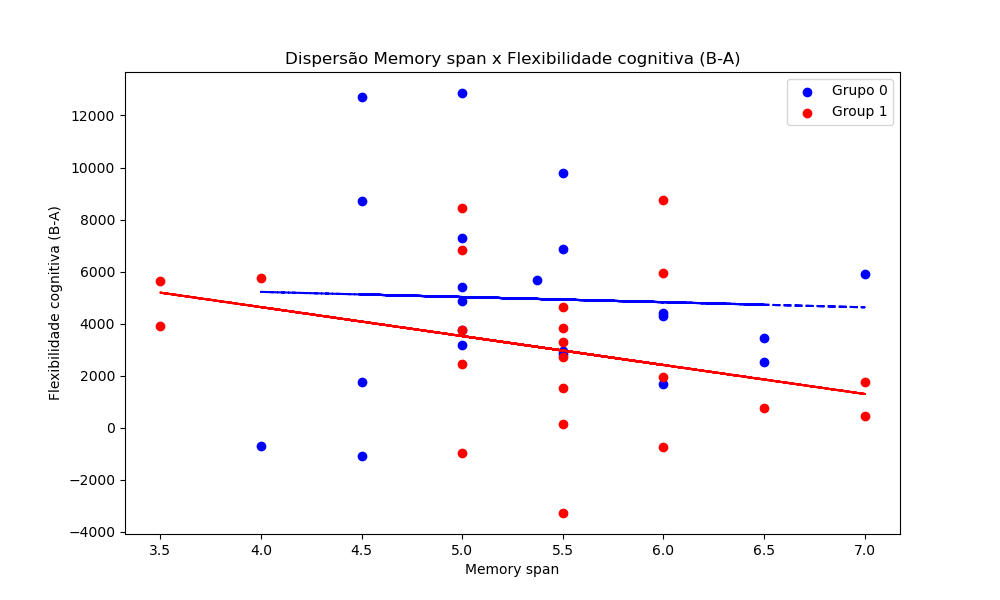 Dispersão Memory span x Flexibilidade cognitiva (B-A)
Grupo 0
Group 1
Flexibilidade cognitiva (B-A)
12000
10000
8000
6000
4000
2000
0
−2000
−4000
3.5 4.0 4.5 5.0 5.5 6.0 6.5 7.0
Memory span